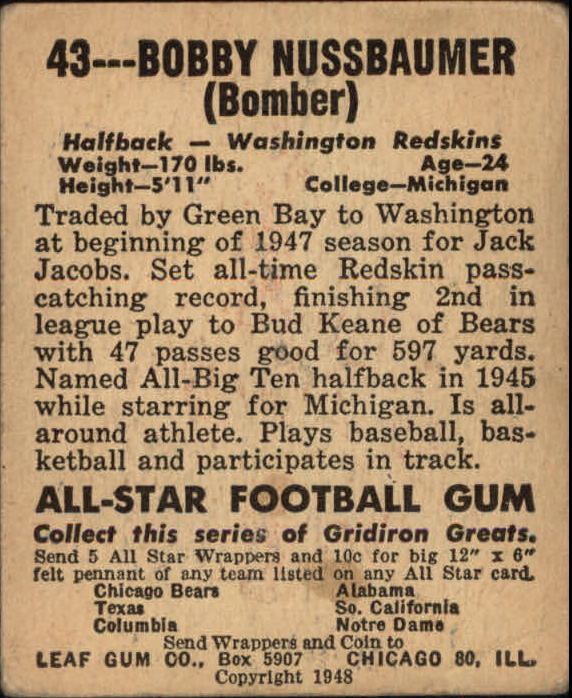 43---BOBBY NUSSBAUMER
(Bomber)
Halfback — Washington Redskins
Weight—170 lbs. Age—24
Height—5'11" College—Michigan
Traded by Green Bay to Washington
at beginning of 1947 season for Jack
Jacobs. Set all-time Redskin pass-
catching record, finishing 2nd in
league play to Bud Keane of Bears
with 47 passes good for 597 yards.
Named All-Big Ten halfback in 1945
while starring for Michigan. Is all-
around athlete. Plays baseball, bas-
ketball and participates in track.
ALL-STAR FOOTBALL GUM
Collect this series of Gridiron Greats.
Send 5 All Star Wrappers and 10c for big 12" x 6"
felt pennant of any team listed on any All Star card.
Chicago Bears Alabama
Texas So. California
Columbia Notre Dame
Send Wrappers and Coin to
LEAF GUM CO., Box 5907 CHICAGO 80, ILL.
Copyright 1948